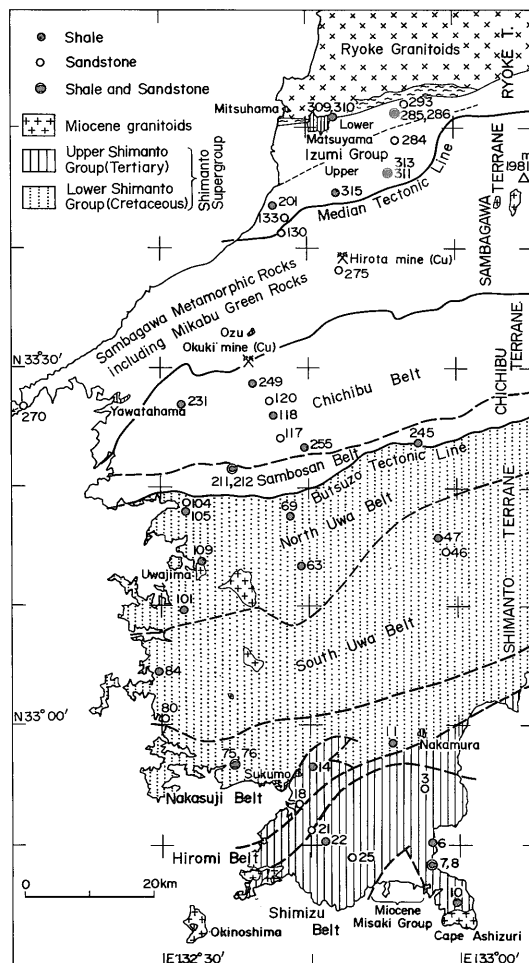 Shale
Sandstone
Shale and Sandstone
Miocene granitoids
Upper Shimanto
Group (Tertiary)
Lower Shimanto
Group (Cretaceous)
Shimanto
Supergroup
Ryoke Granitoids
RYOKE T.
Mitsuhama
309,310
293
285,286
Lower
Matsuyama
284
Izumi Group
313
311
Upper
315
Median Tectonic Line
1981
201
133
130
SAMBAGAWA TERRANE
Hirota mine (Cu)
275
Sambagawa Metamorphic Rocks
including Mikabu Green Rocks
Ozu
Okuki mine (Cu)
N 33°30'
249
Chichibu Belt
CHICHIBU TERRANE
270
231
120
Yawatahama
118
117
255
245
211,212
Sambosan Belt
Butsuzo Tectonic Line
104
105
69
North Uwa Belt
47
46
109
63
Uwajima
101
SHIMANTO TERRANE
South Uwa Belt
84
80
N 33°00'
11
Nakamura
75,76
14
Sukumo
3
18
Nakasuji Belt
21
22
6
Hiromi Belt
25
7,8
0
20km
10
Shimizu
Belt
Miocene
Misaki Group
Okinoshima
Cape Ashizuri
E 132°30'
E 133°00'